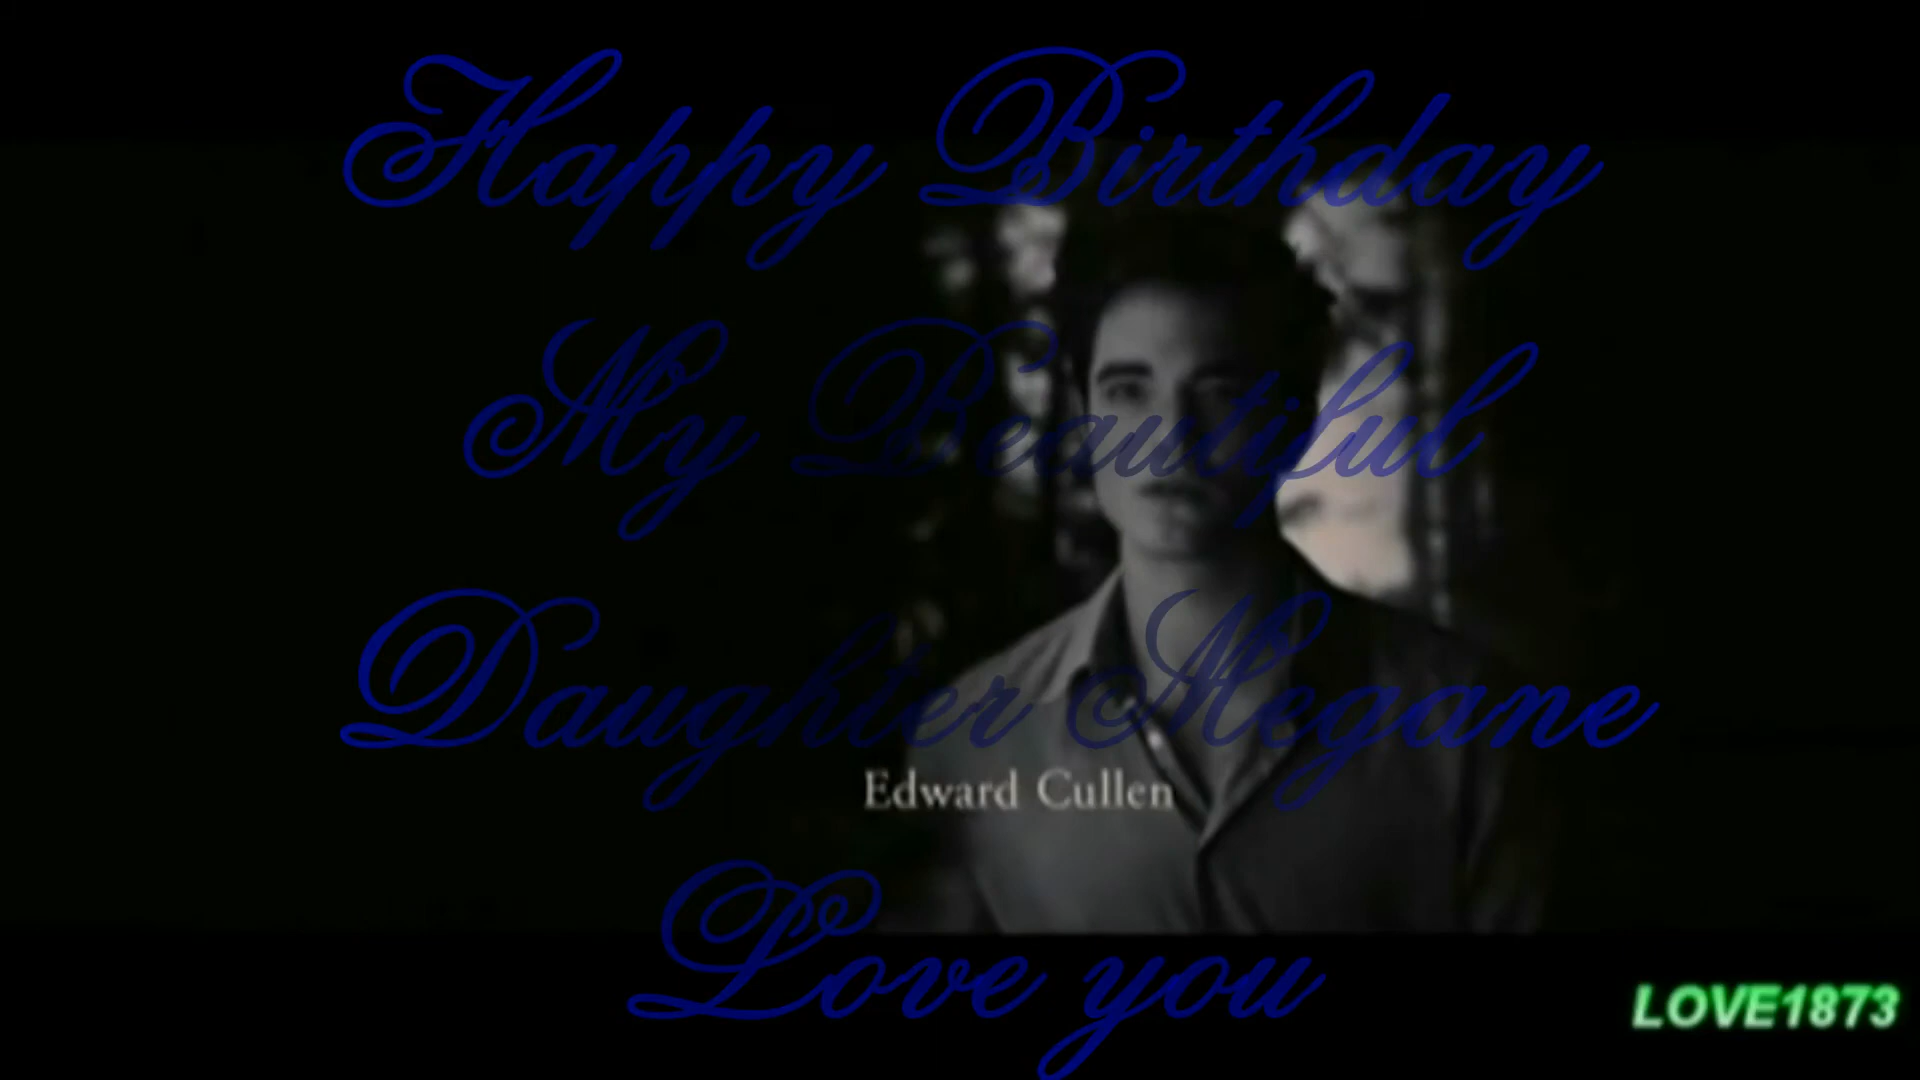 Happy Birthday
My Beautiful
Daughter Megane
Edward Cullen
Love you
LOVE1873